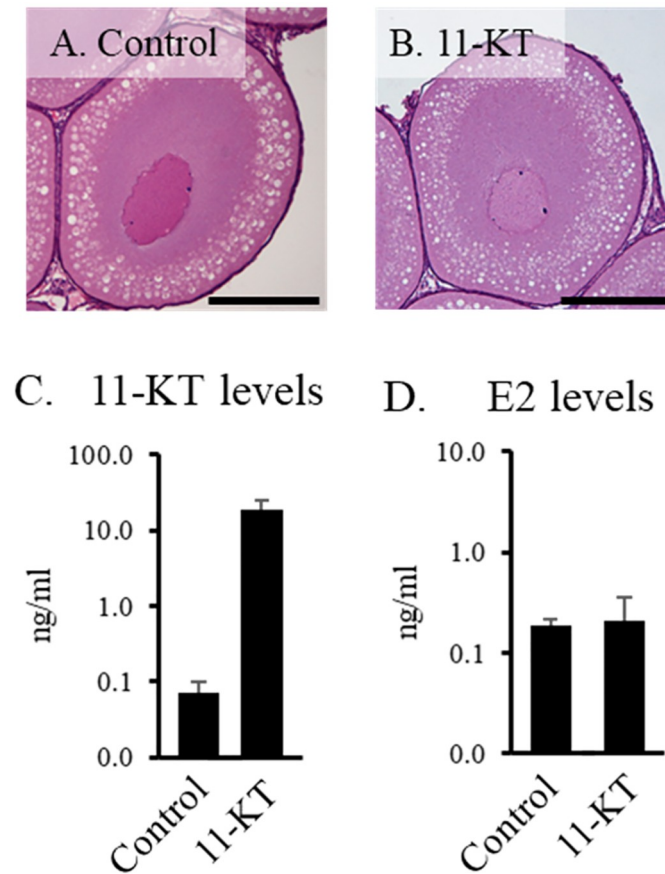 A. Control
B. 11-KT
C. 11-KT levels
100.0
10.0
1.0
0.1
0.0
ng/ml
Control
11-KT
D. E2 levels
10.0
1.0
0.1
0.0
ng/ml
Control
11-KT